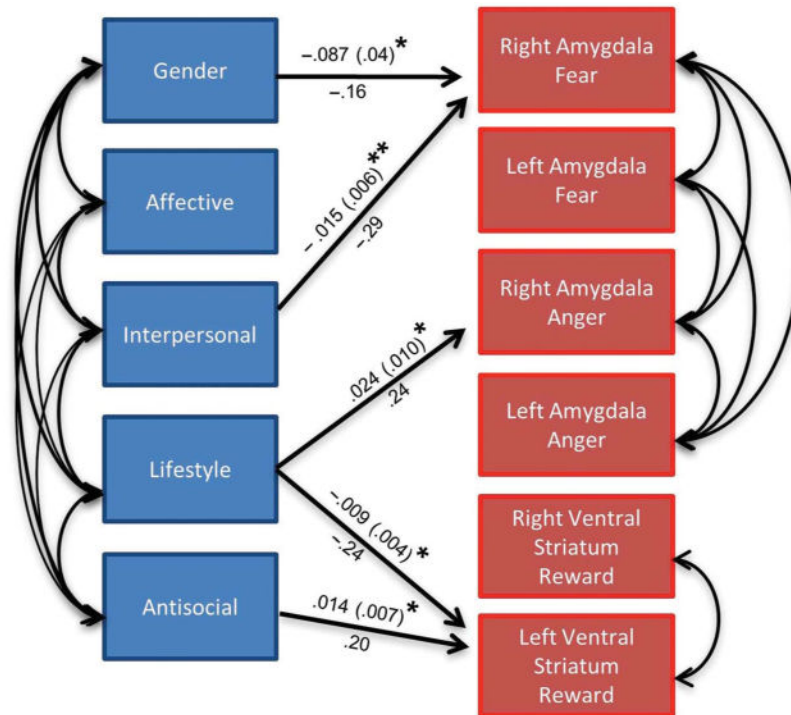 Gender
−.087 (.04)*
−.16
Right Amygdala
Fear
Affective
−.015 (.006)**
−.29
Left Amygdala
Fear
Interpersonal
Right Amygdala
Anger
.024 (.010)*
.24
Lifestyle
Left Amygdala
Anger
−.009 (.004)*
−.24
Right Ventral
Striatum
Reward
Antisocial
.014 (.007)*
.20
Left Ventral
Striatum
Reward